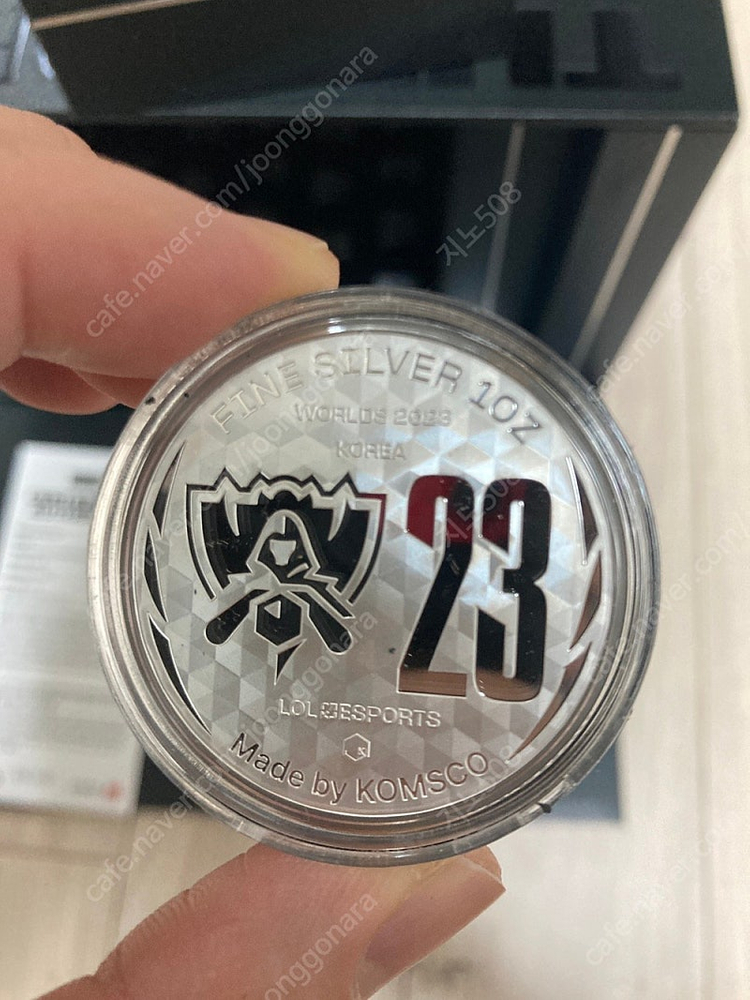 FINE SILVER 1OZ
WORLDS 2023
KOREA
23
LOL ESPORTS
Made by KOMSCO
cafe.naver.com/joonggonara
지노508